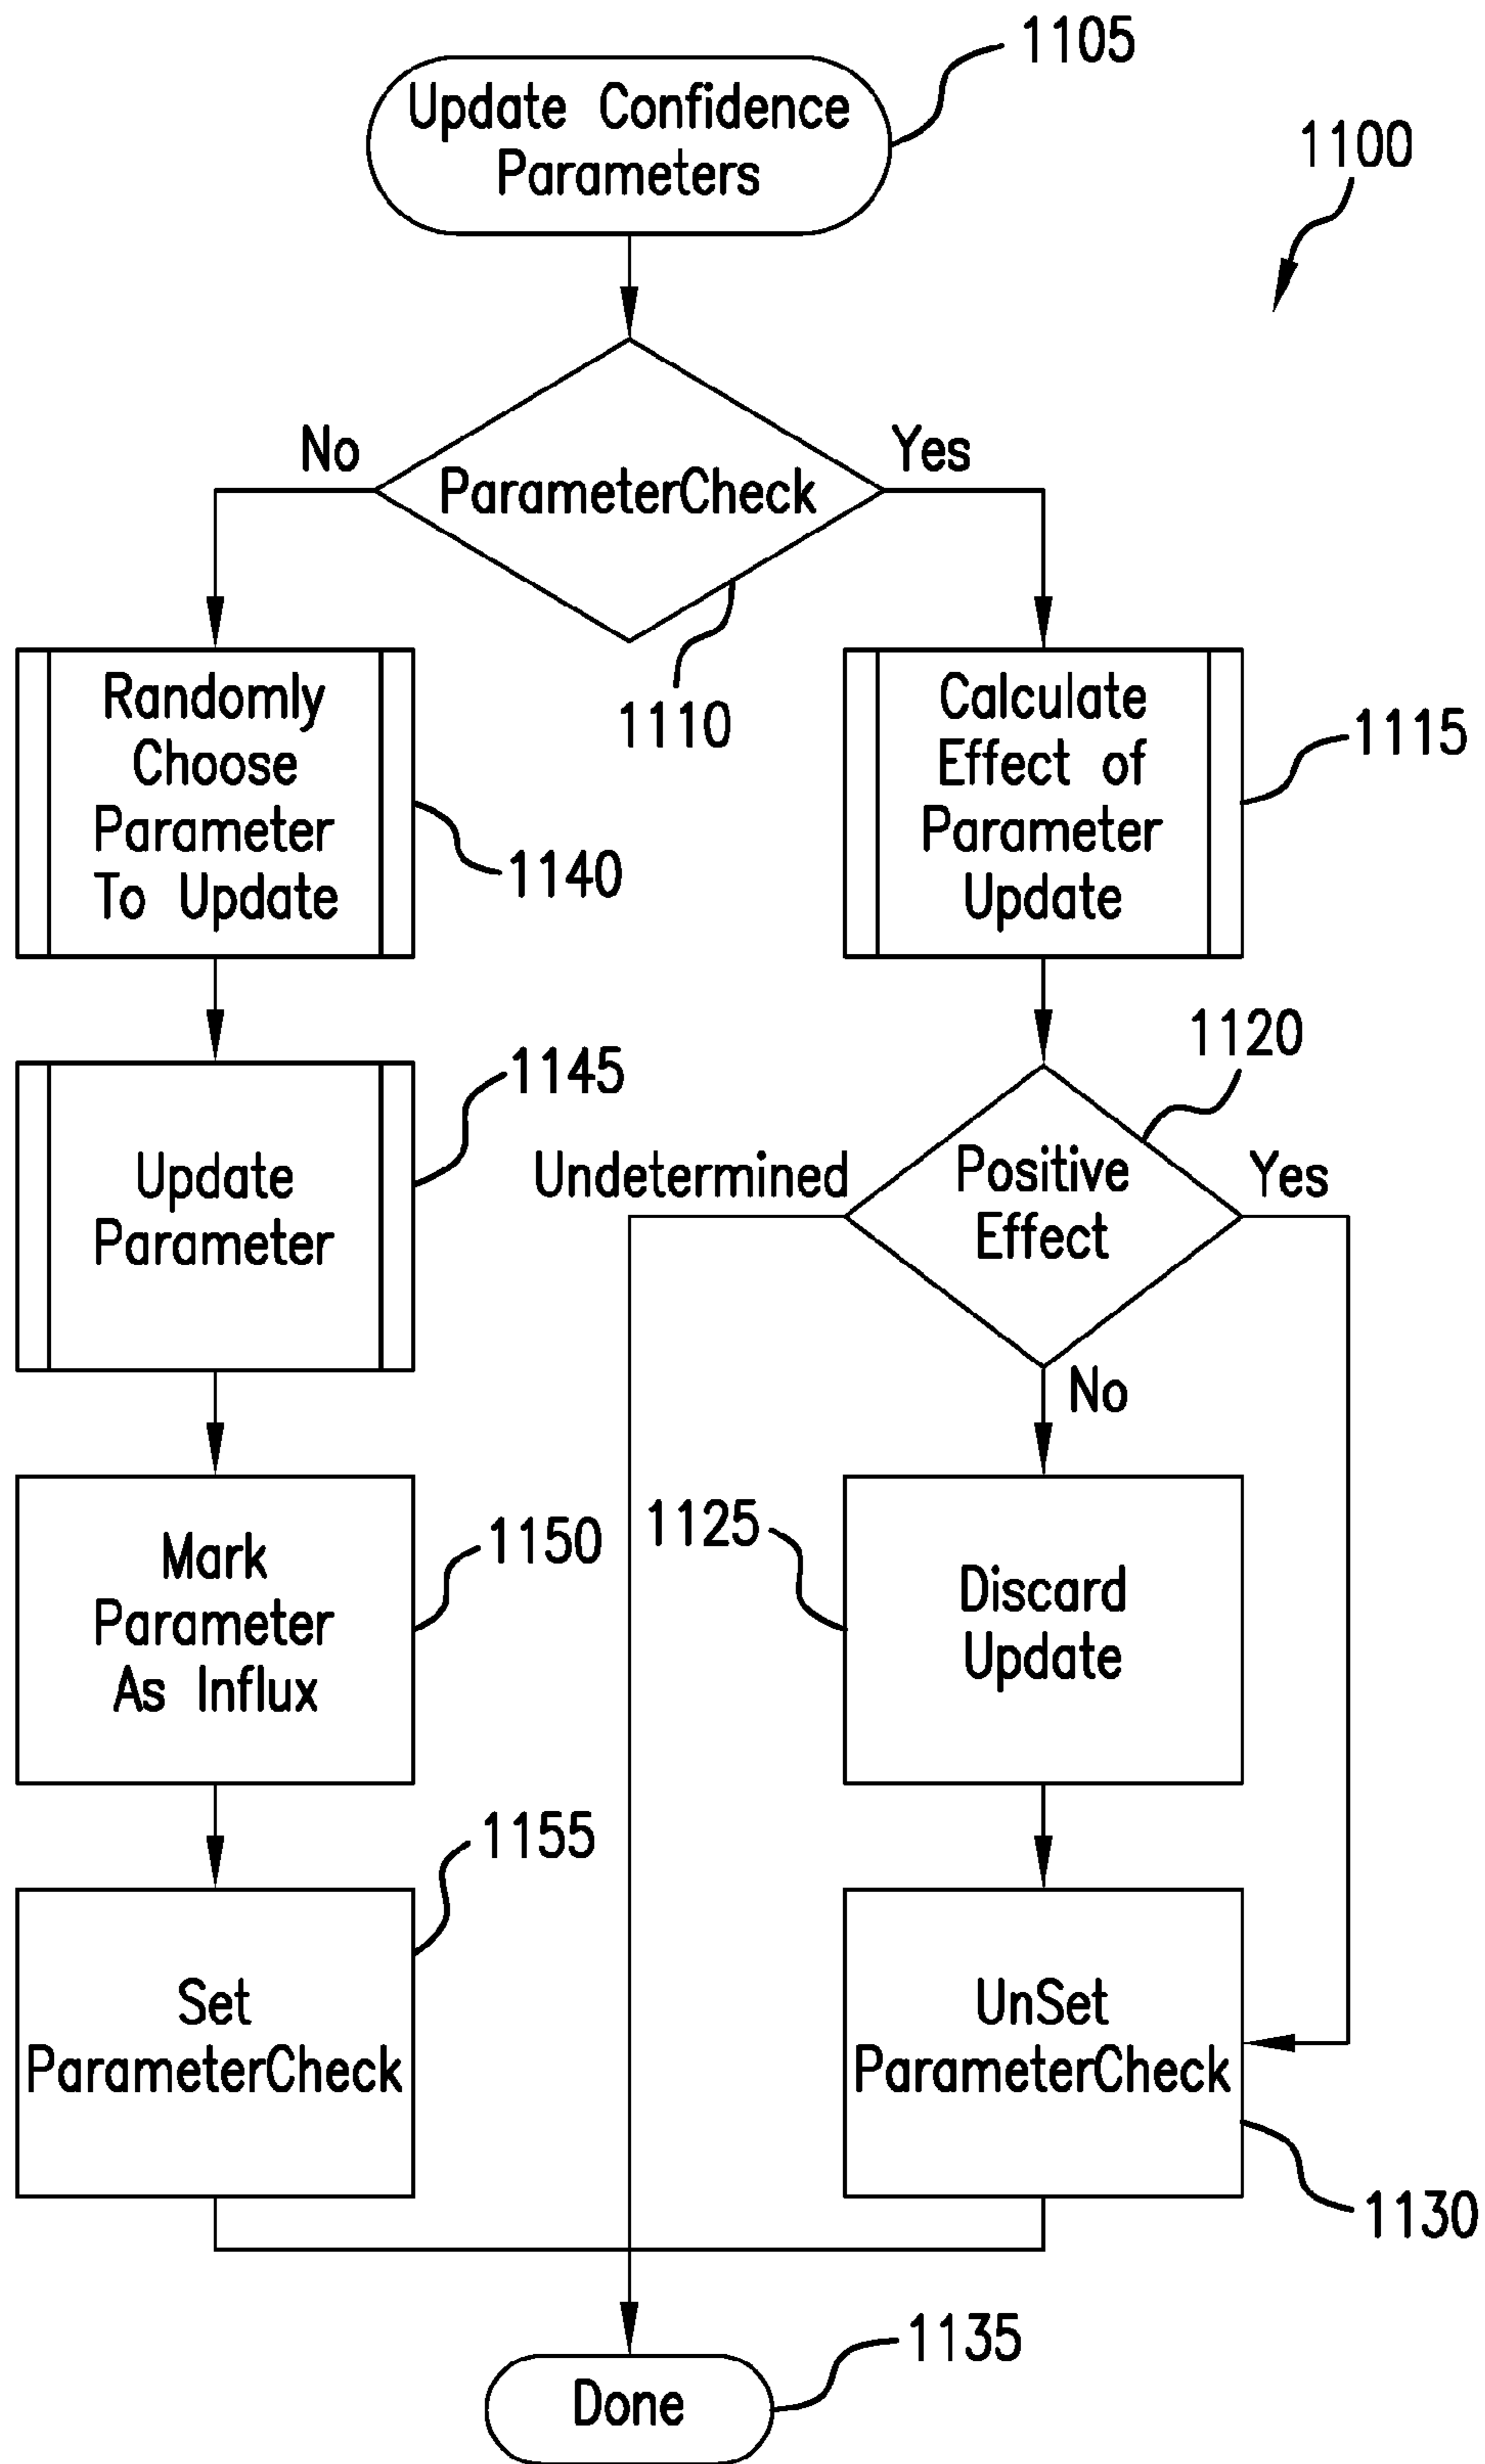 1105
Update Confidence
Parameters
1100
No
Yes
ParameterCheck
1110
Randomly
Choose
Parameter
To Update
1140
Calculate
Effect of
Parameter
Update
1115
1120
1145
Update
Parameter
Undetermined
Positive
Effect
Yes
No
Mark
Parameter
As Influx
1150
1125
Discard
Update
1155
Set
ParameterCheck
UnSet
ParameterCheck
1130
1135
Done